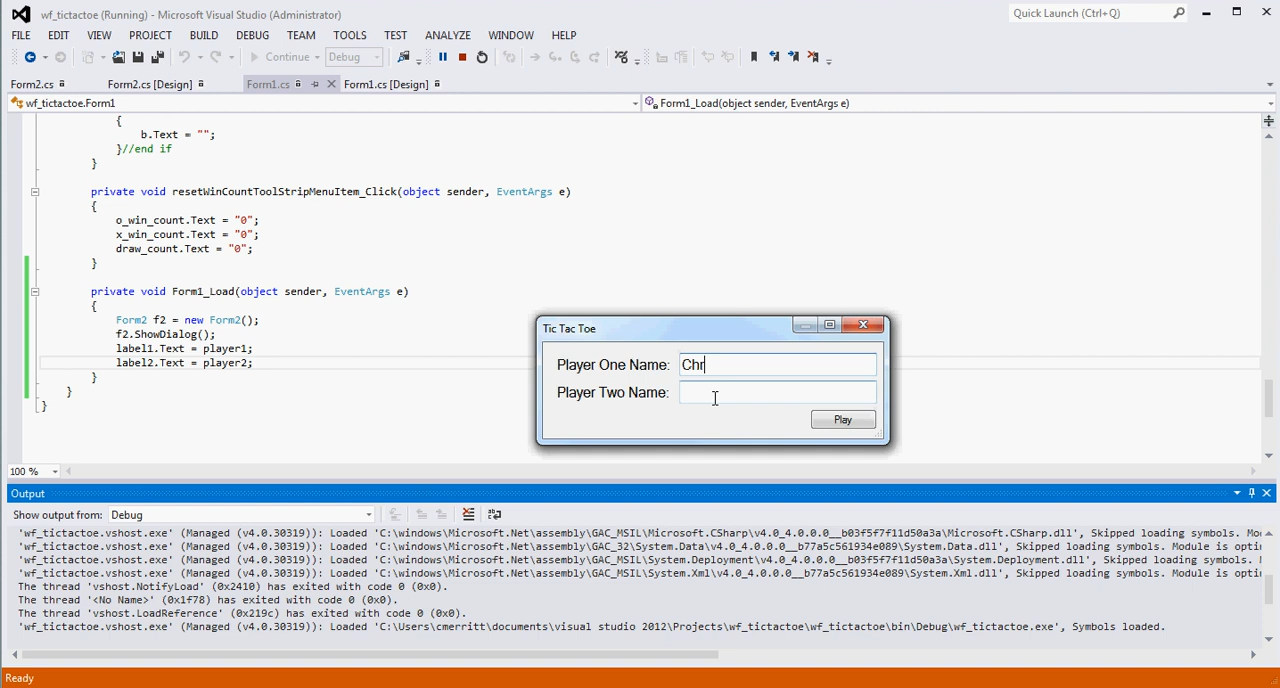 wf_tictactoe (Running) - Microsoft Visual Studio (Administrator)
Quick Launch (Ctrl+Q)
FILE EDIT VIEW PROJECT BUILD DEBUG TEAM TOOLS TEST ANALYZE WINDOW HELP
Continue Debug
Form2.cs Form2.cs [Design] Form1.cs Form1.cs [Design]
wf_tictactoe.Form1 Form1_Load(object sender, EventArgs e)
{
b.Text = "";
}//end if
}
private void resetWinCountToolStripMenuItem_Click(object sender, EventArgs e)
{
o_win_count.Text = "0";
x_win_count.Text = "0";
draw_count.Text = "0";
}
private void Form1_Load(object sender, EventArgs e)
{
Form2 f2 = new Form2();
f2.ShowDialog();
label1.Text = player1;
label2.Text = player2;
}
}
}
Tic Tac Toe
Player One Name: Chr
Player Two Name:
Play
100 %
Output
Show output from: Debug
'wf_tictactoe.vshost.exe' (Managed (v4.0.30319)): Loaded 'C:\windows\Microsoft.Net\assembly\GAC_MSIL\Microsoft.CSharp\v4.0_4.0.0.0__b03f5f7f11d50a3a\Microsoft.CSharp.dll', Skipped loading symbols. Mo
'wf_tictactoe.vshost.exe' (Managed (v4.0.30319)): Loaded 'C:\windows\Microsoft.Net\assembly\GAC_32\System.Data\v4.0_4.0.0.0__b77a5c561934e089\System.Data.dll', Skipped loading symbols. Module is opti
'wf_tictactoe.vshost.exe' (Managed (v4.0.30319)): Loaded 'C:\windows\Microsoft.Net\assembly\GAC_MSIL\System.Deployment\v4.0_4.0.0.0__b03f5f7f11d50a3a\System.Deployment.dll', Skipped loading symbols.
'wf_tictactoe.vshost.exe' (Managed (v4.0.30319)): Loaded 'C:\windows\Microsoft.Net\assembly\GAC_MSIL\System.Xml\v4.0_4.0.0.0__b77a5c561934e089\System.Xml.dll', Skipped loading symbols. Module is optin
The thread 'vshost.NotifyLoad' (0x2410) has exited with code 0 (0x0).
The thread '<No Name>' (0x1f78) has exited with code 0 (0x0).
The thread 'vshost.LoadReference' (0x219c) has exited with code 0 (0x0).
'wf_tictactoe.vshost.exe' (Managed (v4.0.30319)): Loaded 'C:\Users\cmerritt\documents\visual studio 2012\Projects\wf_tictactoe\wf_tictactoe\bin\Debug\wf_tictactoe.exe', Symbols loaded.
Ready